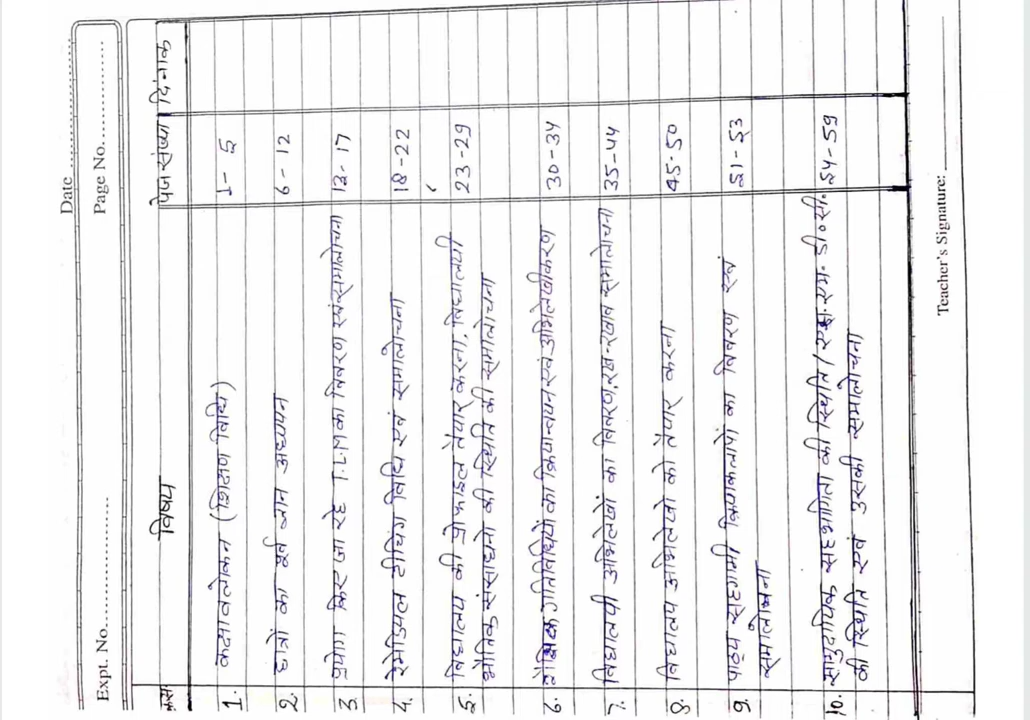 Date ........................
Expt. No........................ Page No........................
क्रसं विषय पेज संख्या दिनाक
1. कक्षावलोकन (शिक्षण विधि) 1-5
2. छात्रों का पूर्व ज्ञान अध्ययन 6-12
3 प्रयोग किए जा रहे T.L.M का विवरण एवं समालोचना 13-17
4. रेमेडियल टीचिंग विधि एवं समालोचना 18-22
5. विद्यालय की प्रोफाइल तैयार करना, विद्यालयी 23-29
भौतिक संसाधनो की स्थिति की समालोचना
6. शैक्षिक गतिविधियों का क्रियान्वयन एवं अभिलेखीकरण 30-34
7. विद्यालयी अभिलेखों का विवरण, रख-रखाव समालोचना 35-44
8. विद्यालय अभिलेखो को तैयार करना 45-50
9. पाठ्य सहगामी क्रियाकलापों का विवरण एवं 51-53
समालोचना
10. सामुदायिक सहभागिता की स्थिति / एस. एम. डी॰सी. 54-59
की स्थिति एवं उसकी समालोचना
Teacher's Signature: